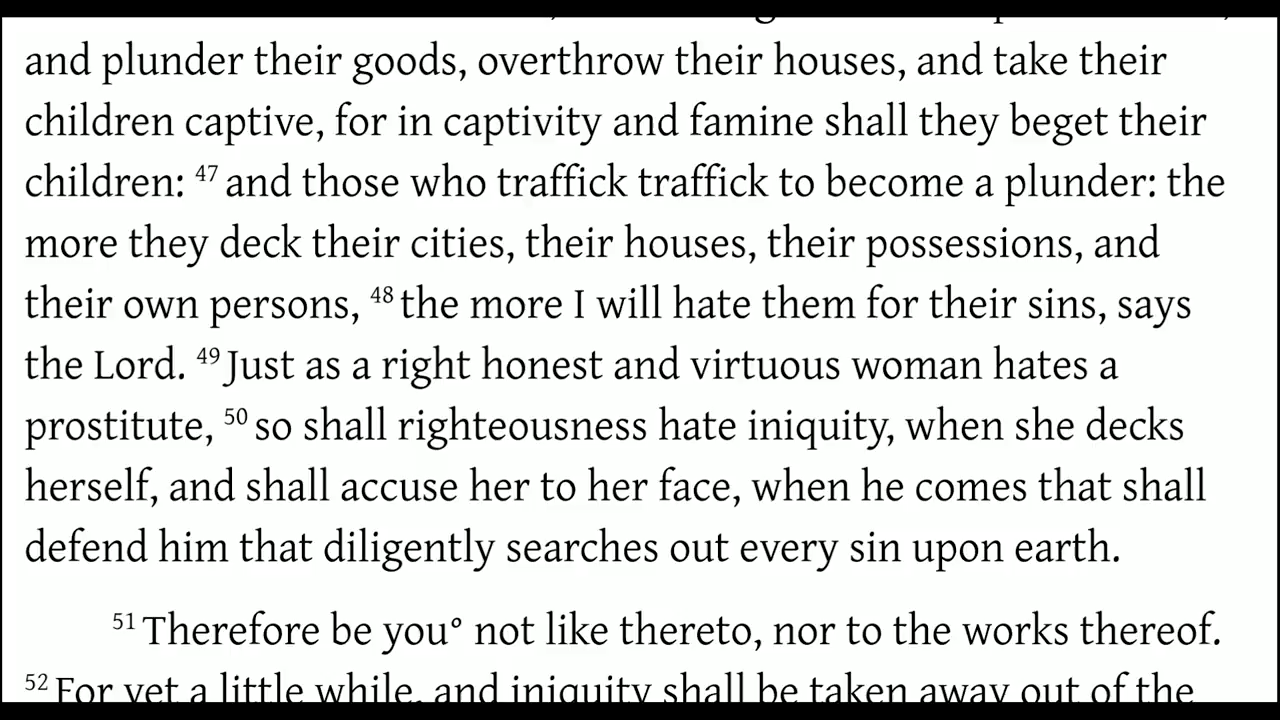 and plunder their goods, overthrow their houses, and take their
children captive, for in captivity and famine shall they beget their
children: 47 and those who traffick traffick to become a plunder: the
more they deck their cities, their houses, their possessions, and
their own persons, 48 the more I will hate them for their sins, says
the Lord. 49 Just as a right honest and virtuous woman hates a
prostitute, 50 so shall righteousness hate iniquity, when she decks
herself, and shall accuse her to her face, when he comes that shall
defend him that diligently searches out every sin upon earth.
51 Therefore be you° not like thereto, nor to the works thereof.
52 For yet a little while, and iniquity shall be taken away out of the